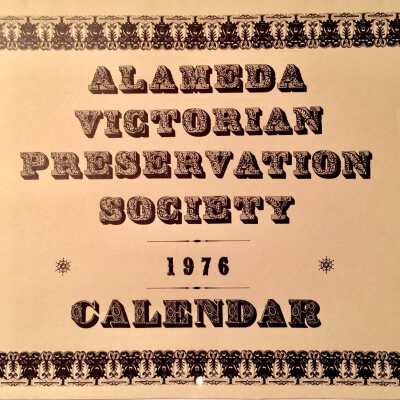 ALAMEDA
VICTORIAN
PRESERVATION
SOCIETY
1976
CALENDAR